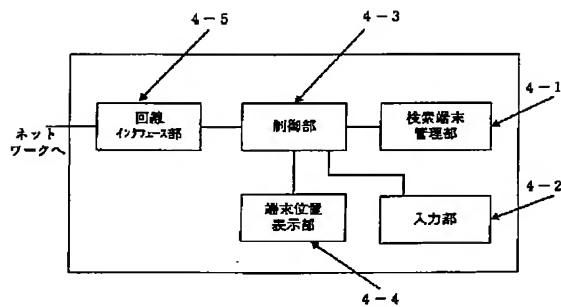 4-5
4-3
4-1
回線
インタフェース部
制御部
検索端末
管理部
ネット
ワークへ
4-2
端末位置
表示部
入力部
4-4